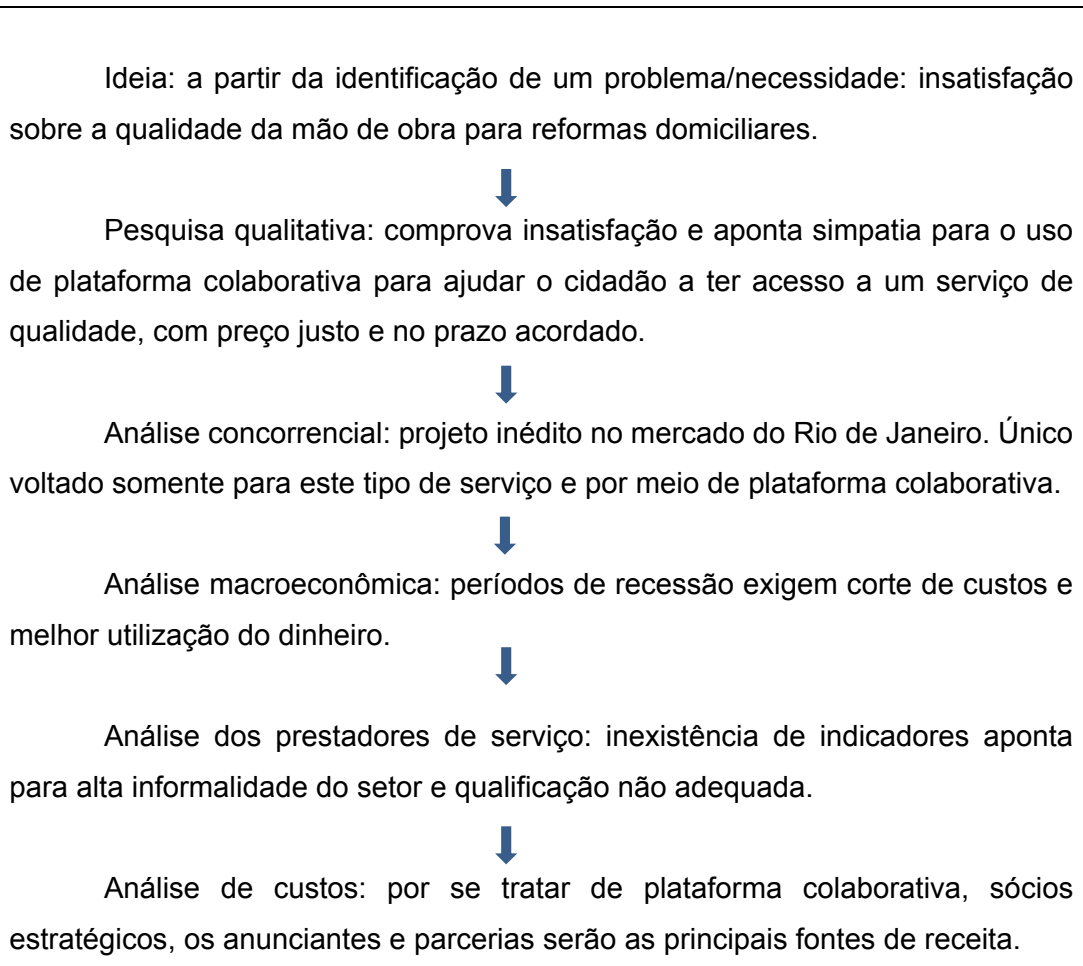 Ideia: a partir da identificação de um problema/necessidade: insatisfação
sobre a qualidade da mão de obra para reformas domiciliares.
Pesquisa qualitativa: comprova insatisfação e aponta simpatia para o uso
de plataforma colaborativa para ajudar o cidadão a ter acesso a um serviço de
qualidade, com preço justo e no prazo acordado.
Análise concorrencial: projeto inédito no mercado do Rio de Janeiro. Único
voltado somente para este tipo de serviço e por meio de plataforma colaborativa.
Análise macroeconômica: períodos de recessão exigem corte de custos e
melhor utilização do dinheiro.
Análise dos prestadores de serviço: inexistência de indicadores aponta
para alta informalidade do setor e qualificação não adequada.
Análise de custos: por se tratar de plataforma colaborativa, sócios
estratégicos, os anunciantes e parcerias serão as principais fontes de receita.